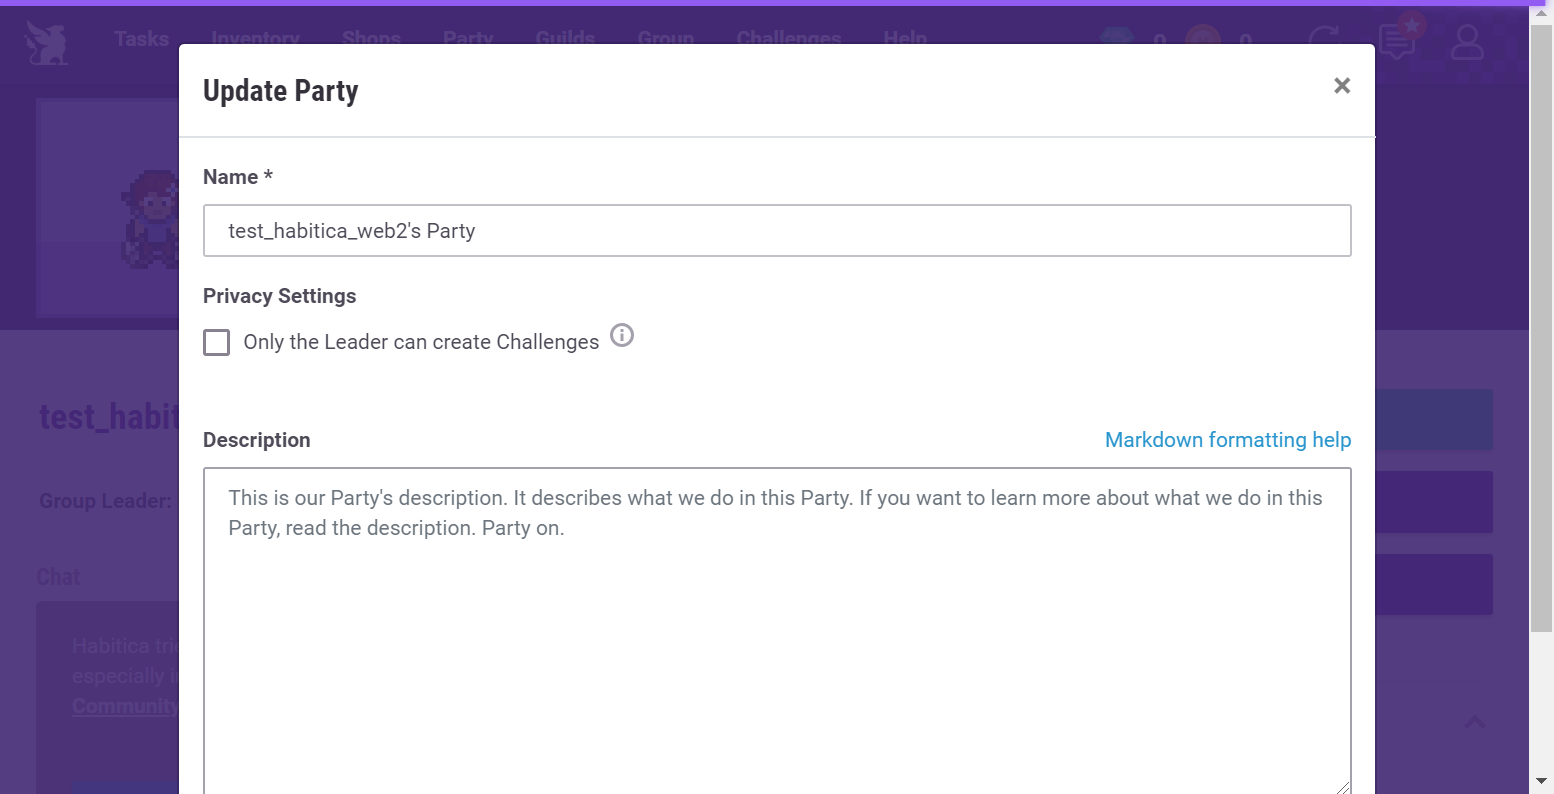 Tasks Inventory Shops Party Guilds Group Challenges Help 0 0
Update Party
×
Name *
test_habitica_web2's Party
Privacy Settings
Only the Leader can create Challenges
Description
Markdown formatting help
This is our Party's description. It describes what we do in this Party. If you want to learn more about what we do in this
Party, read the description. Party on.
test_habit
Group Leader:
Chat
Habitica trie
especially i
Community